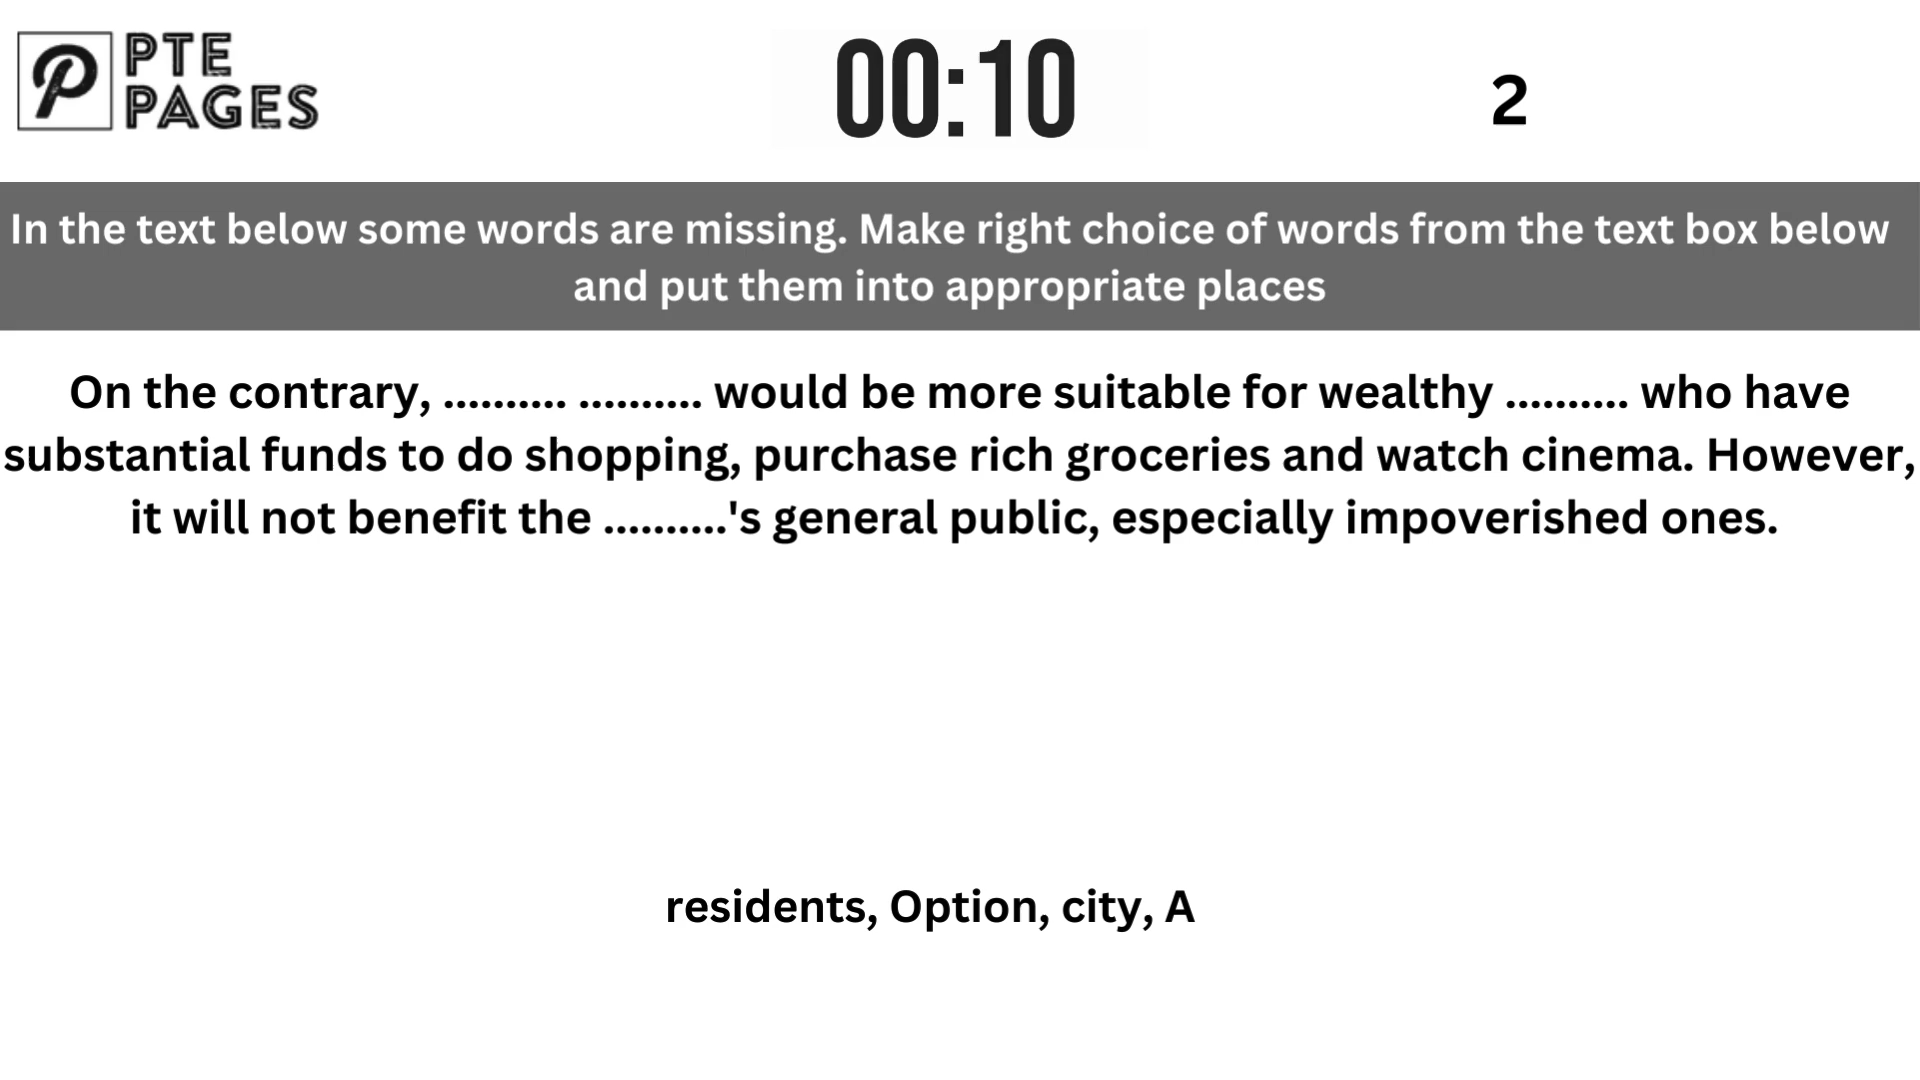 PTE
PAGES
00:10
2
In the text below some words are missing. Make right choice of words from the text box below
and put them into appropriate places
On the contrary, .......... .......... would be more suitable for wealthy .......... who have
substantial funds to do shopping, purchase rich groceries and watch cinema. However,
it will not benefit the ..........'s general public, especially impoverished ones.
residents, Option, city, A